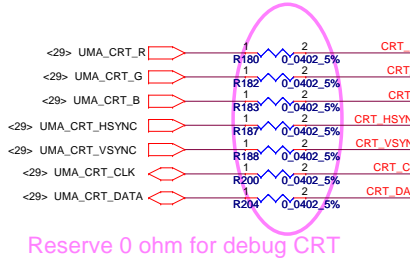 <29> UMA_CRT_R 1 2 CRT_
R180 0_0402_5%
<29> UMA_CRT_G 1 2 CRT
R182 0_0402_5%
<29> UMA_CRT_B 1 2 CRT
R183 0_0402_5%
<29> UMA_CRT_HSYNC 1 2 CRT_HSYN
R187 0_0402_5%
<29> UMA_CRT_VSYNC 1 2 CRT_VSYN
R188 0_0402_5%
<29> UMA_CRT_CLK 1 2 CRT_C
R200 0_0402_5%
<29> UMA_CRT_DATA 1 2 CRT_DA
R204 0_0402_5%
Reserve 0 ohm for debug CRT